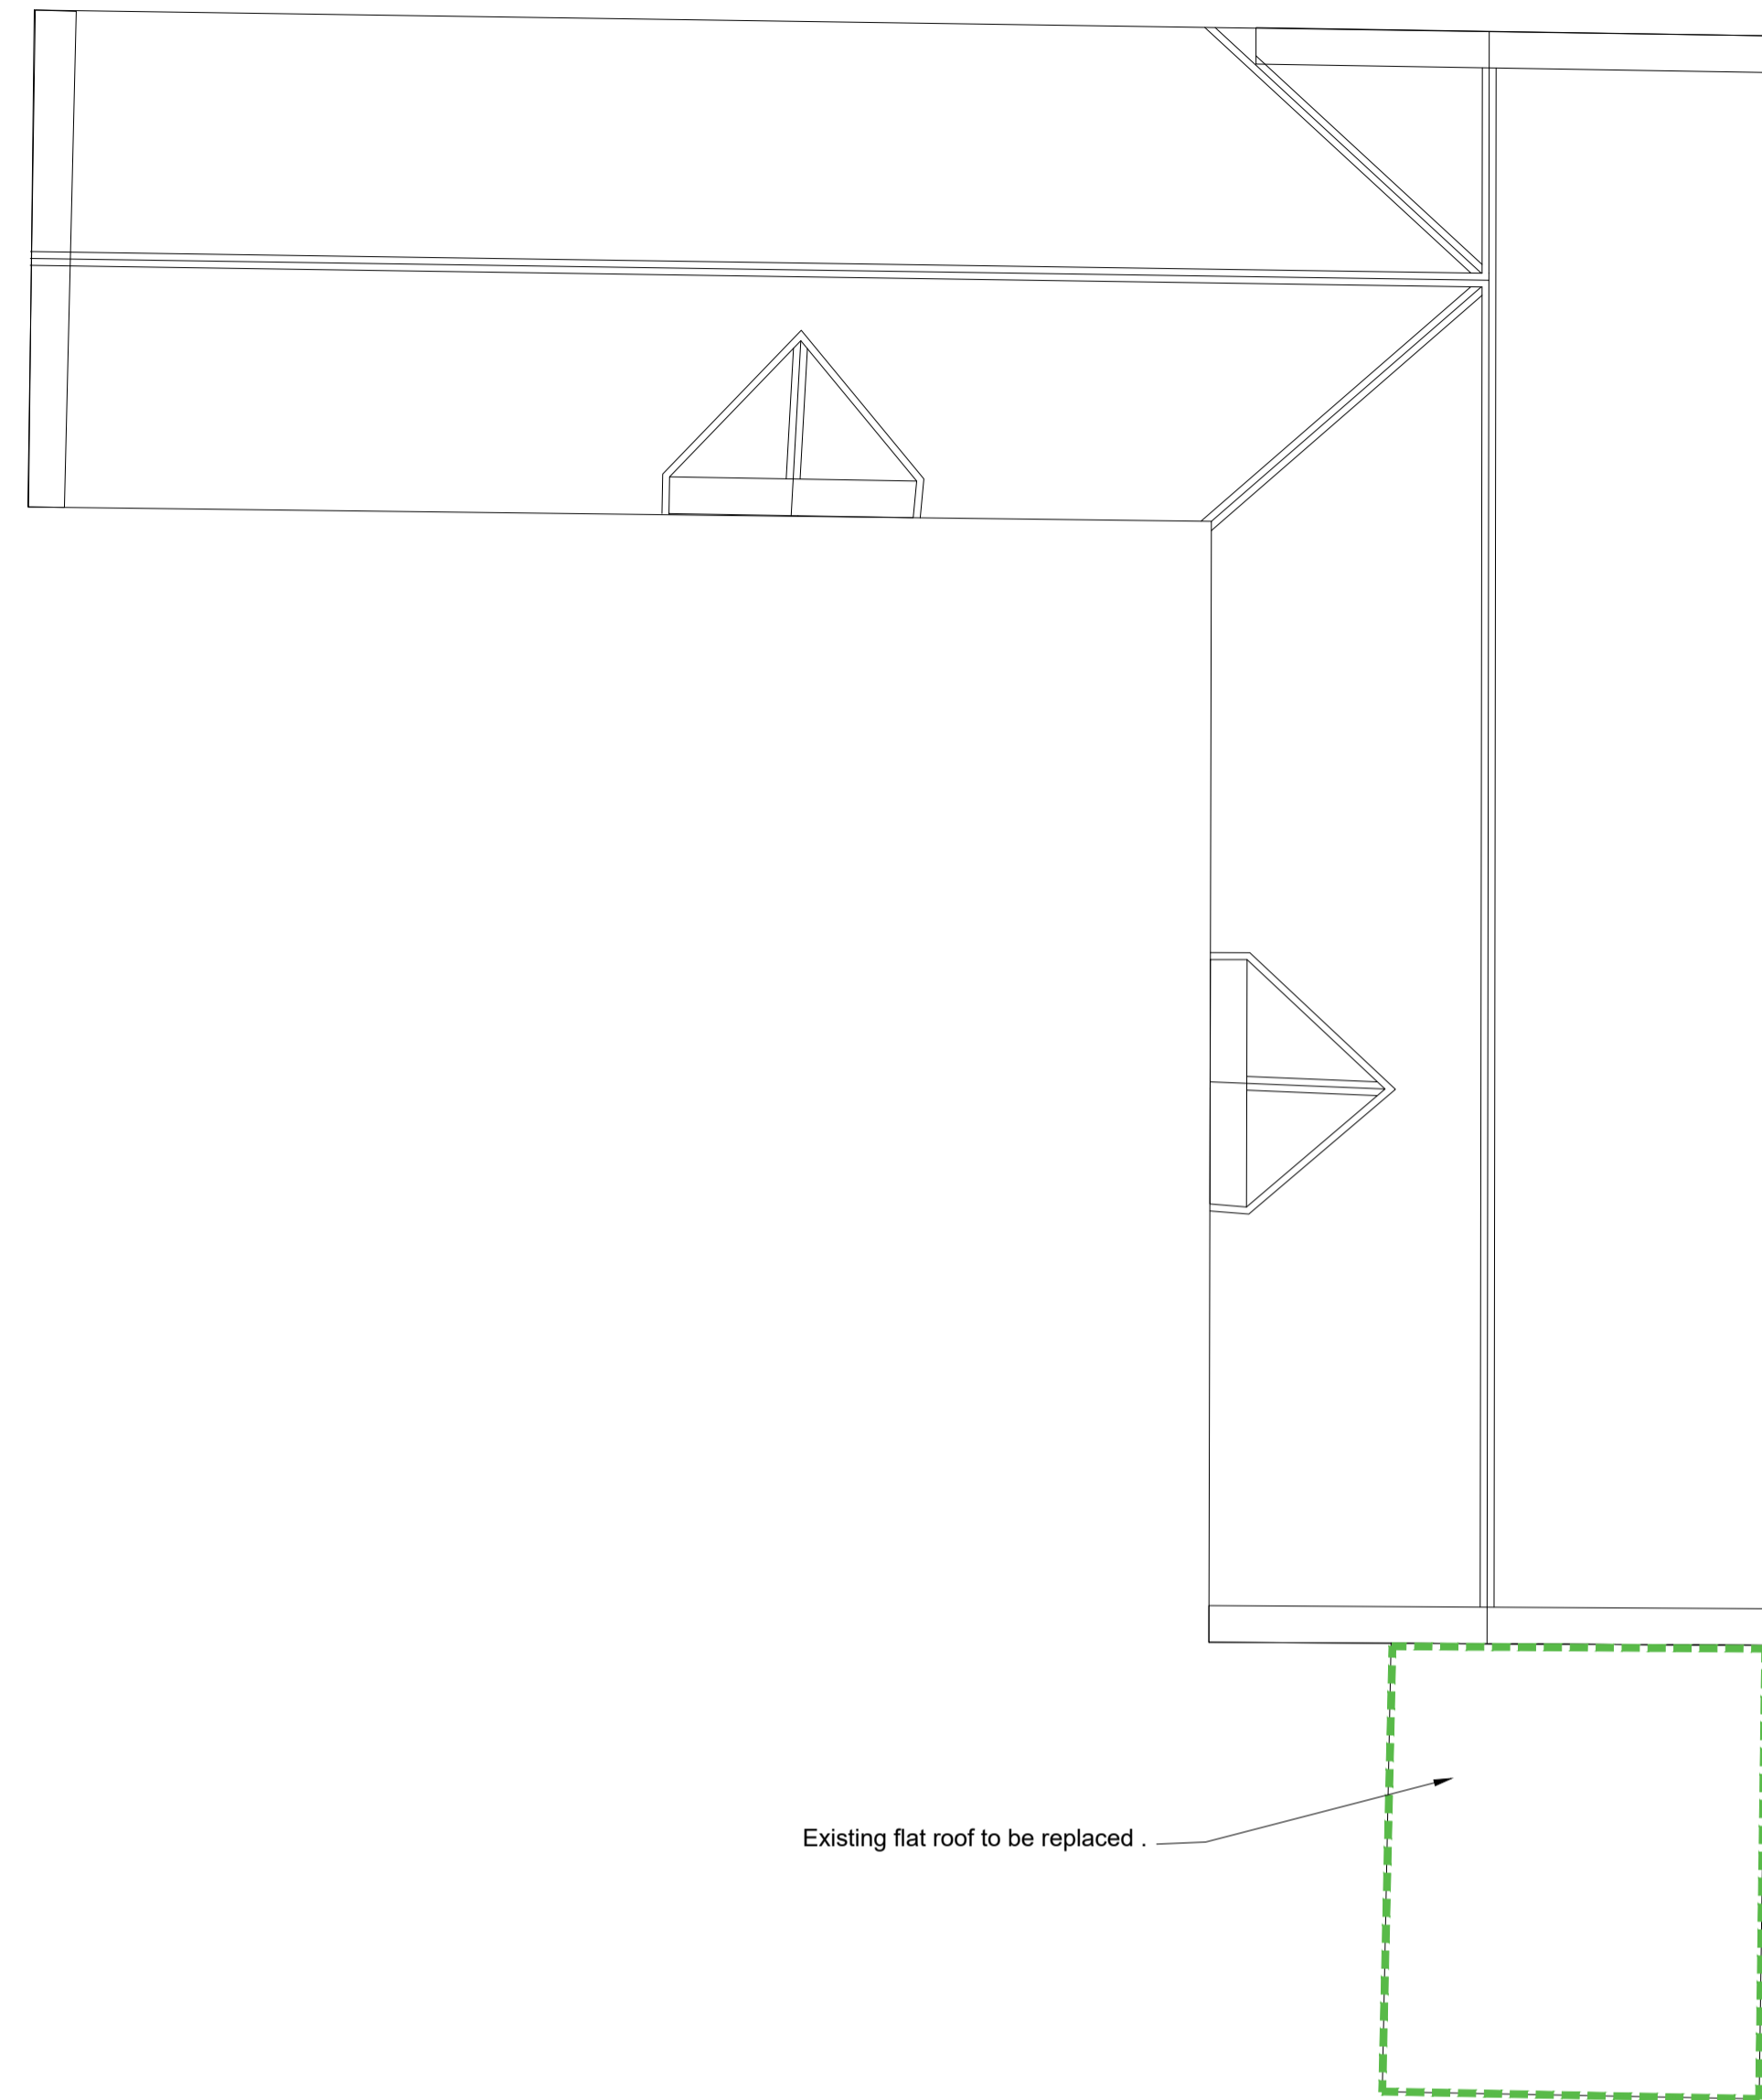 Existing flat roof to be replaced .